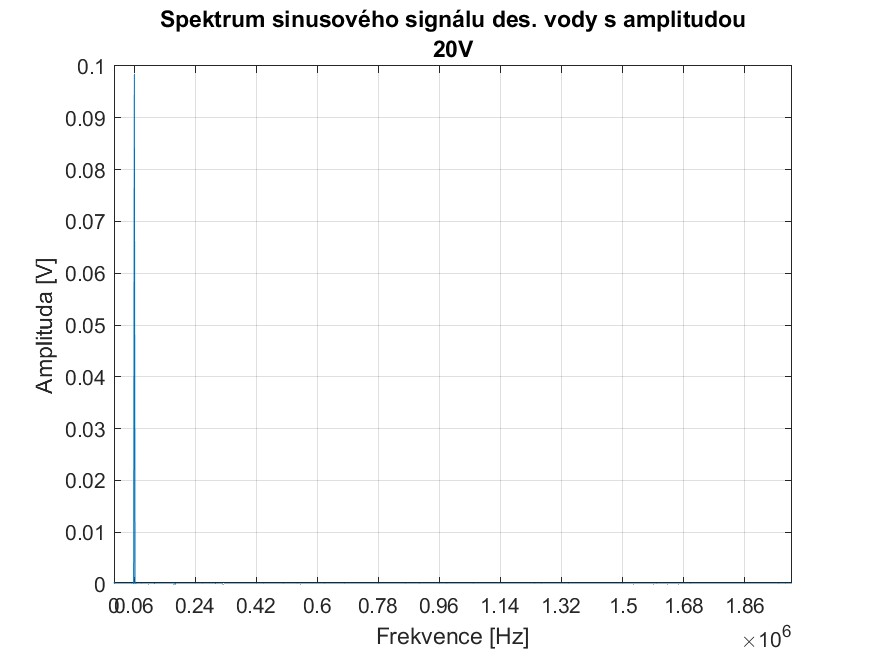 Spektrum sinusového signálu des. vody s amplitudou
20V
0.1
0.09
0.08
0.07
0.06
0.05
0.04
0.03
0.02
0.01
0
Amplituda [V]
0 0.06 0.24 0.42 0.6 0.78 0.96 1.14 1.32 1.5 1.68 1.86
Frekvence [Hz]
×10⁶